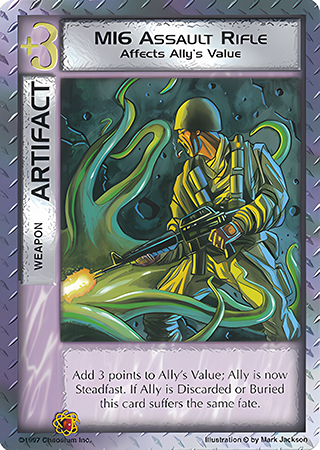 +3
M16 Assault Rifle
Affects Ally's Value
ARTIFACT
WEAPON
Add 3 points to Ally's Value; Ally is now
Steadfast. If Ally is Discarded or Buried
this card suffers the same fate.
©1997 Chaosium Inc.
Illustration © by Mark Jackson